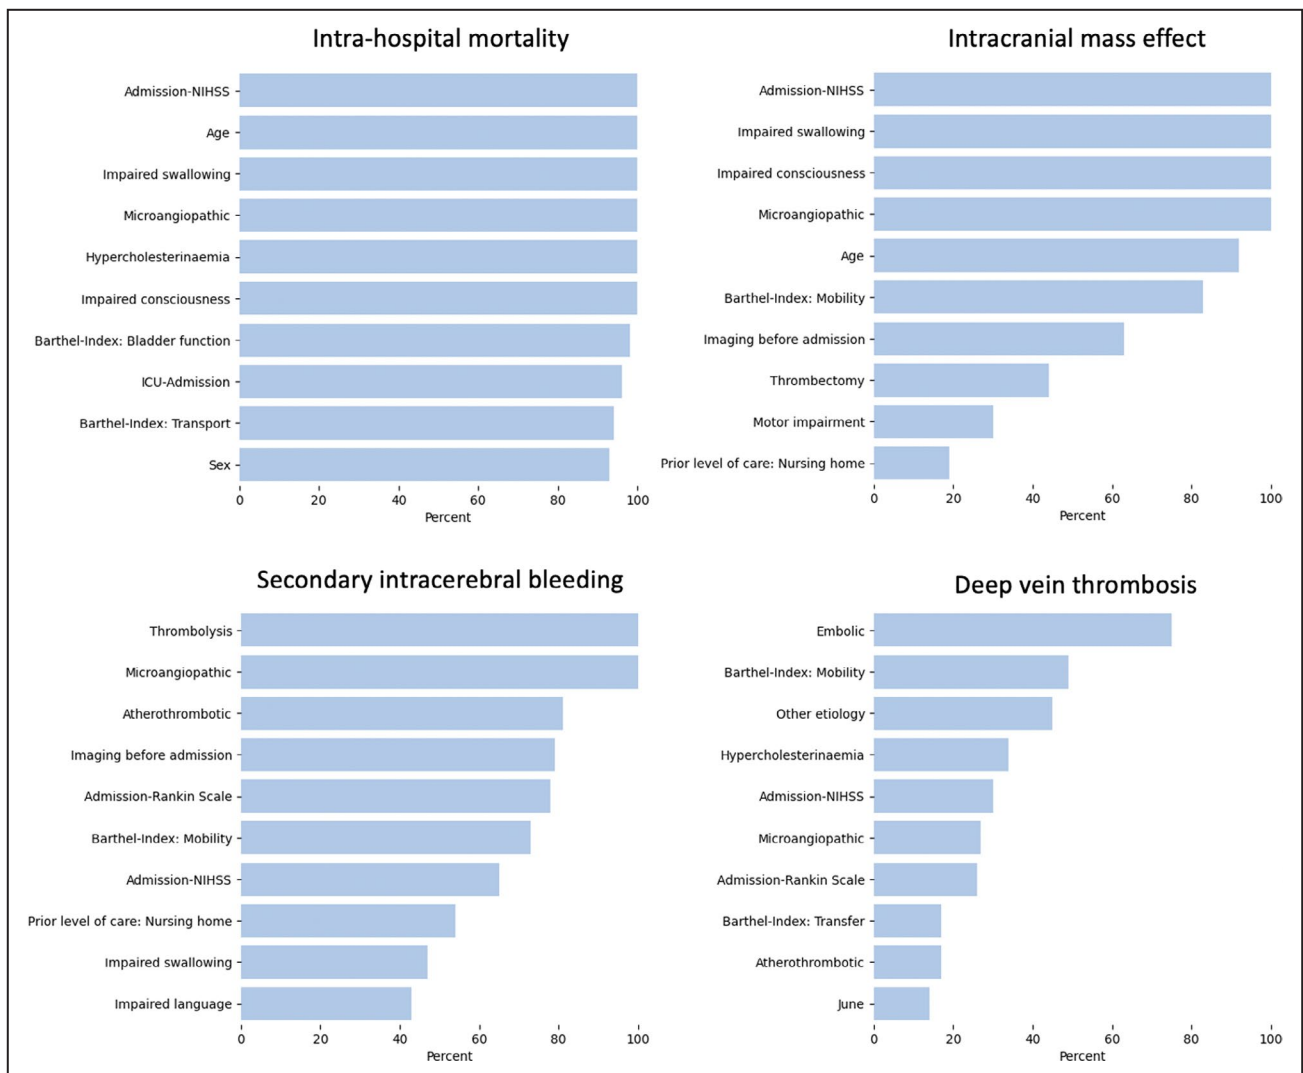 Intra-hospital mortality
Admission-NIHSS
Age
Impaired swallowing
Microangiopathic
Hypercholesterinaemia
Impaired consciousness
Barthel-Index: Bladder function
ICU-Admission
Barthel-Index: Transport
Sex
0 20 40 60 80 100
Percent
Intracranial mass effect
Admission-NIHSS
Impaired swallowing
Impaired consciousness
Microangiopathic
Age
Barthel-Index: Mobility
Imaging before admission
Thrombectomy
Motor impairment
Prior level of care: Nursing home
0 20 40 60 80 100
Percent
Secondary intracerebral bleeding
Thrombolysis
Microangiopathic
Atherothrombotic
Imaging before admission
Admission-Rankin Scale
Barthel-Index: Mobility
Admission-NIHSS
Prior level of care: Nursing home
Impaired swallowing
Impaired language
0 20 40 60 80 100
Percent
Deep vein thrombosis
Embolic
Barthel-Index: Mobility
Other etiology
Hypercholesterinaemia
Admission-NIHSS
Microangiopathic
Admission-Rankin Scale
Barthel-Index: Transfer
Atherothrombotic
June
0 20 40 60 80 100
Percent